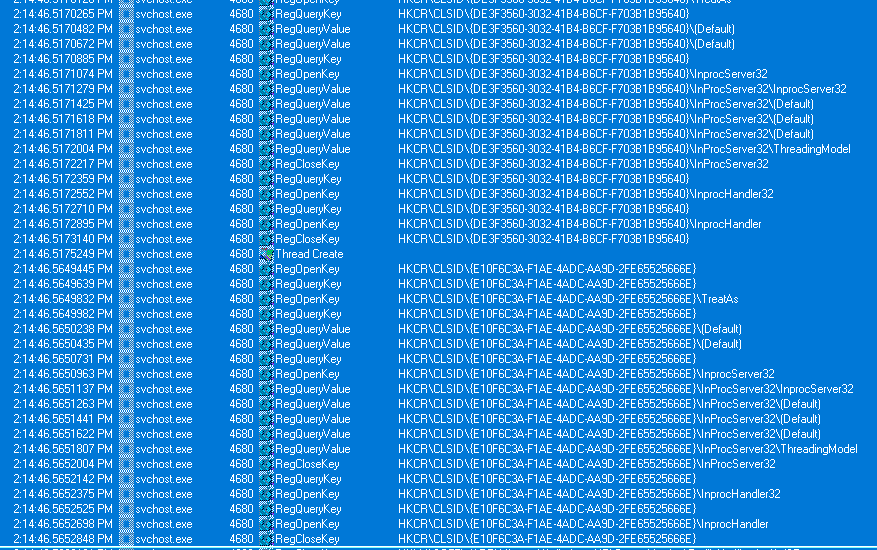 2:14:46.5170265 PM svchost.exe 4680 RegQueryKey HKCR\CLSID\{DE3F3560-3032-41B4-B6CF-F703B1B95640}
2:14:46.5170482 PM svchost.exe 4680 RegQueryValue HKCR\CLSID\{DE3F3560-3032-41B4-B6CF-F703B1B95640}\(Default)
2:14:46.5170672 PM svchost.exe 4680 RegQueryValue HKCR\CLSID\{DE3F3560-3032-41B4-B6CF-F703B1B95640}\(Default)
2:14:46.5170885 PM svchost.exe 4680 RegQueryKey HKCR\CLSID\{DE3F3560-3032-41B4-B6CF-F703B1B95640}
2:14:46.5171074 PM svchost.exe 4680 RegOpenKey HKCR\CLSID\{DE3F3560-3032-41B4-B6CF-F703B1B95640}\InprocServer32
2:14:46.5171279 PM svchost.exe 4680 RegQueryValue HKCR\CLSID\{DE3F3560-3032-41B4-B6CF-F703B1B95640}\InProcServer32\InprocServer32
2:14:46.5171425 PM svchost.exe 4680 RegQueryValue HKCR\CLSID\{DE3F3560-3032-41B4-B6CF-F703B1B95640}\InProcServer32\(Default)
2:14:46.5171618 PM svchost.exe 4680 RegQueryValue HKCR\CLSID\{DE3F3560-3032-41B4-B6CF-F703B1B95640}\InProcServer32\(Default)
2:14:46.5171811 PM svchost.exe 4680 RegQueryValue HKCR\CLSID\{DE3F3560-3032-41B4-B6CF-F703B1B95640}\InProcServer32\(Default)
2:14:46.5172004 PM svchost.exe 4680 RegQueryValue HKCR\CLSID\{DE3F3560-3032-41B4-B6CF-F703B1B95640}\InProcServer32\ThreadingModel
2:14:46.5172217 PM svchost.exe 4680 RegCloseKey HKCR\CLSID\{DE3F3560-3032-41B4-B6CF-F703B1B95640}\InProcServer32
2:14:46.5172359 PM svchost.exe 4680 RegQueryKey HKCR\CLSID\{DE3F3560-3032-41B4-B6CF-F703B1B95640}
2:14:46.5172552 PM svchost.exe 4680 RegOpenKey HKCR\CLSID\{DE3F3560-3032-41B4-B6CF-F703B1B95640}\InprocHandler32
2:14:46.5172710 PM svchost.exe 4680 RegQueryKey HKCR\CLSID\{DE3F3560-3032-41B4-B6CF-F703B1B95640}
2:14:46.5172895 PM svchost.exe 4680 RegOpenKey HKCR\CLSID\{DE3F3560-3032-41B4-B6CF-F703B1B95640}\InprocHandler
2:14:46.5173140 PM svchost.exe 4680 RegCloseKey HKCR\CLSID\{DE3F3560-3032-41B4-B6CF-F703B1B95640}
2:14:46.5175249 PM svchost.exe 4680 Thread Create
2:14:46.5649445 PM svchost.exe 4680 RegOpenKey HKCR\CLSID\{E10F6C3A-F1AE-4ADC-AA9D-2FE65525666E}
2:14:46.5649639 PM svchost.exe 4680 RegQueryKey HKCR\CLSID\{E10F6C3A-F1AE-4ADC-AA9D-2FE65525666E}
2:14:46.5649832 PM svchost.exe 4680 RegOpenKey HKCR\CLSID\{E10F6C3A-F1AE-4ADC-AA9D-2FE65525666E}\TreatAs
2:14:46.5649982 PM svchost.exe 4680 RegQueryKey HKCR\CLSID\{E10F6C3A-F1AE-4ADC-AA9D-2FE65525666E}
2:14:46.5650238 PM svchost.exe 4680 RegQueryValue HKCR\CLSID\{E10F6C3A-F1AE-4ADC-AA9D-2FE65525666E}\(Default)
2:14:46.5650435 PM svchost.exe 4680 RegQueryValue HKCR\CLSID\{E10F6C3A-F1AE-4ADC-AA9D-2FE65525666E}\(Default)
2:14:46.5650731 PM svchost.exe 4680 RegQueryKey HKCR\CLSID\{E10F6C3A-F1AE-4ADC-AA9D-2FE65525666E}
2:14:46.5650963 PM svchost.exe 4680 RegOpenKey HKCR\CLSID\{E10F6C3A-F1AE-4ADC-AA9D-2FE65525666E}\InprocServer32
2:14:46.5651137 PM svchost.exe 4680 RegQueryValue HKCR\CLSID\{E10F6C3A-F1AE-4ADC-AA9D-2FE65525666E}\InProcServer32\InprocServer32
2:14:46.5651263 PM svchost.exe 4680 RegQueryValue HKCR\CLSID\{E10F6C3A-F1AE-4ADC-AA9D-2FE65525666E}\InProcServer32\(Default)
2:14:46.5651441 PM svchost.exe 4680 RegQueryValue HKCR\CLSID\{E10F6C3A-F1AE-4ADC-AA9D-2FE65525666E}\InProcServer32\(Default)
2:14:46.5651622 PM svchost.exe 4680 RegQueryValue HKCR\CLSID\{E10F6C3A-F1AE-4ADC-AA9D-2FE65525666E}\InProcServer32\(Default)
2:14:46.5651807 PM svchost.exe 4680 RegQueryValue HKCR\CLSID\{E10F6C3A-F1AE-4ADC-AA9D-2FE65525666E}\InProcServer32\ThreadingModel
2:14:46.5652004 PM svchost.exe 4680 RegCloseKey HKCR\CLSID\{E10F6C3A-F1AE-4ADC-AA9D-2FE65525666E}\InProcServer32
2:14:46.5652142 PM svchost.exe 4680 RegQueryKey HKCR\CLSID\{E10F6C3A-F1AE-4ADC-AA9D-2FE65525666E}
2:14:46.5652375 PM svchost.exe 4680 RegOpenKey HKCR\CLSID\{E10F6C3A-F1AE-4ADC-AA9D-2FE65525666E}\InprocHandler32
2:14:46.5652525 PM svchost.exe 4680 RegQueryKey HKCR\CLSID\{E10F6C3A-F1AE-4ADC-AA9D-2FE65525666E}
2:14:46.5652698 PM svchost.exe 4680 RegOpenKey HKCR\CLSID\{E10F6C3A-F1AE-4ADC-AA9D-2FE65525666E}\InprocHandler
2:14:46.5652848 PM svchost.exe 4680 RegCloseKey HKCR\CLSID\{E10F6C3A-F1AE-4ADC-AA9D-2FE65525666E}